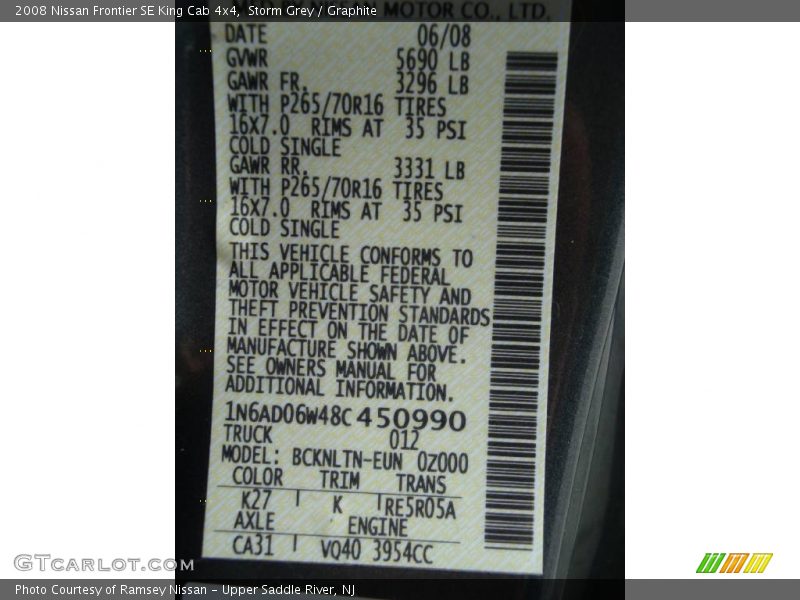 2008 Nissan Frontier SE King Cab 4x4,  Storm Grey / Graphite
MOTOR CO., LTD.
DATE 06/08
GVWR 5690 LB
GAWR FR. 3296 LB
WITH P265/70R16 TIRES
16X7.0 RIMS AT 35 PSI
COLD SINGLE
GAWR RR. 3331 LB
WITH P265/70R16 TIRES
16X7.0 RIMS AT 35 PSI
COLD SINGLE
THIS VEHICLE CONFORMS TO
ALL APPLICABLE FEDERAL
MOTOR VEHICLE SAFETY AND
THEFT PREVENTION STANDARDS
IN EFFECT ON THE DATE OF
MANUFACTURE SHOWN ABOVE.
SEE OWNERS MANUAL FOR
ADDITIONAL INFORMATION.
1N6AD06W48C450990
TRUCK 012
MODEL: BCKNLTN-EUN 0Z000
COLOR TRIM TRANS
K27 K RE5R05A
AXLE ENGINE
CA31 VQ40 3954CC
GTCARLOT.COM
GTcarlot.com
Photo Courtesy of Ramsey Nissan - Upper Saddle River, NJ